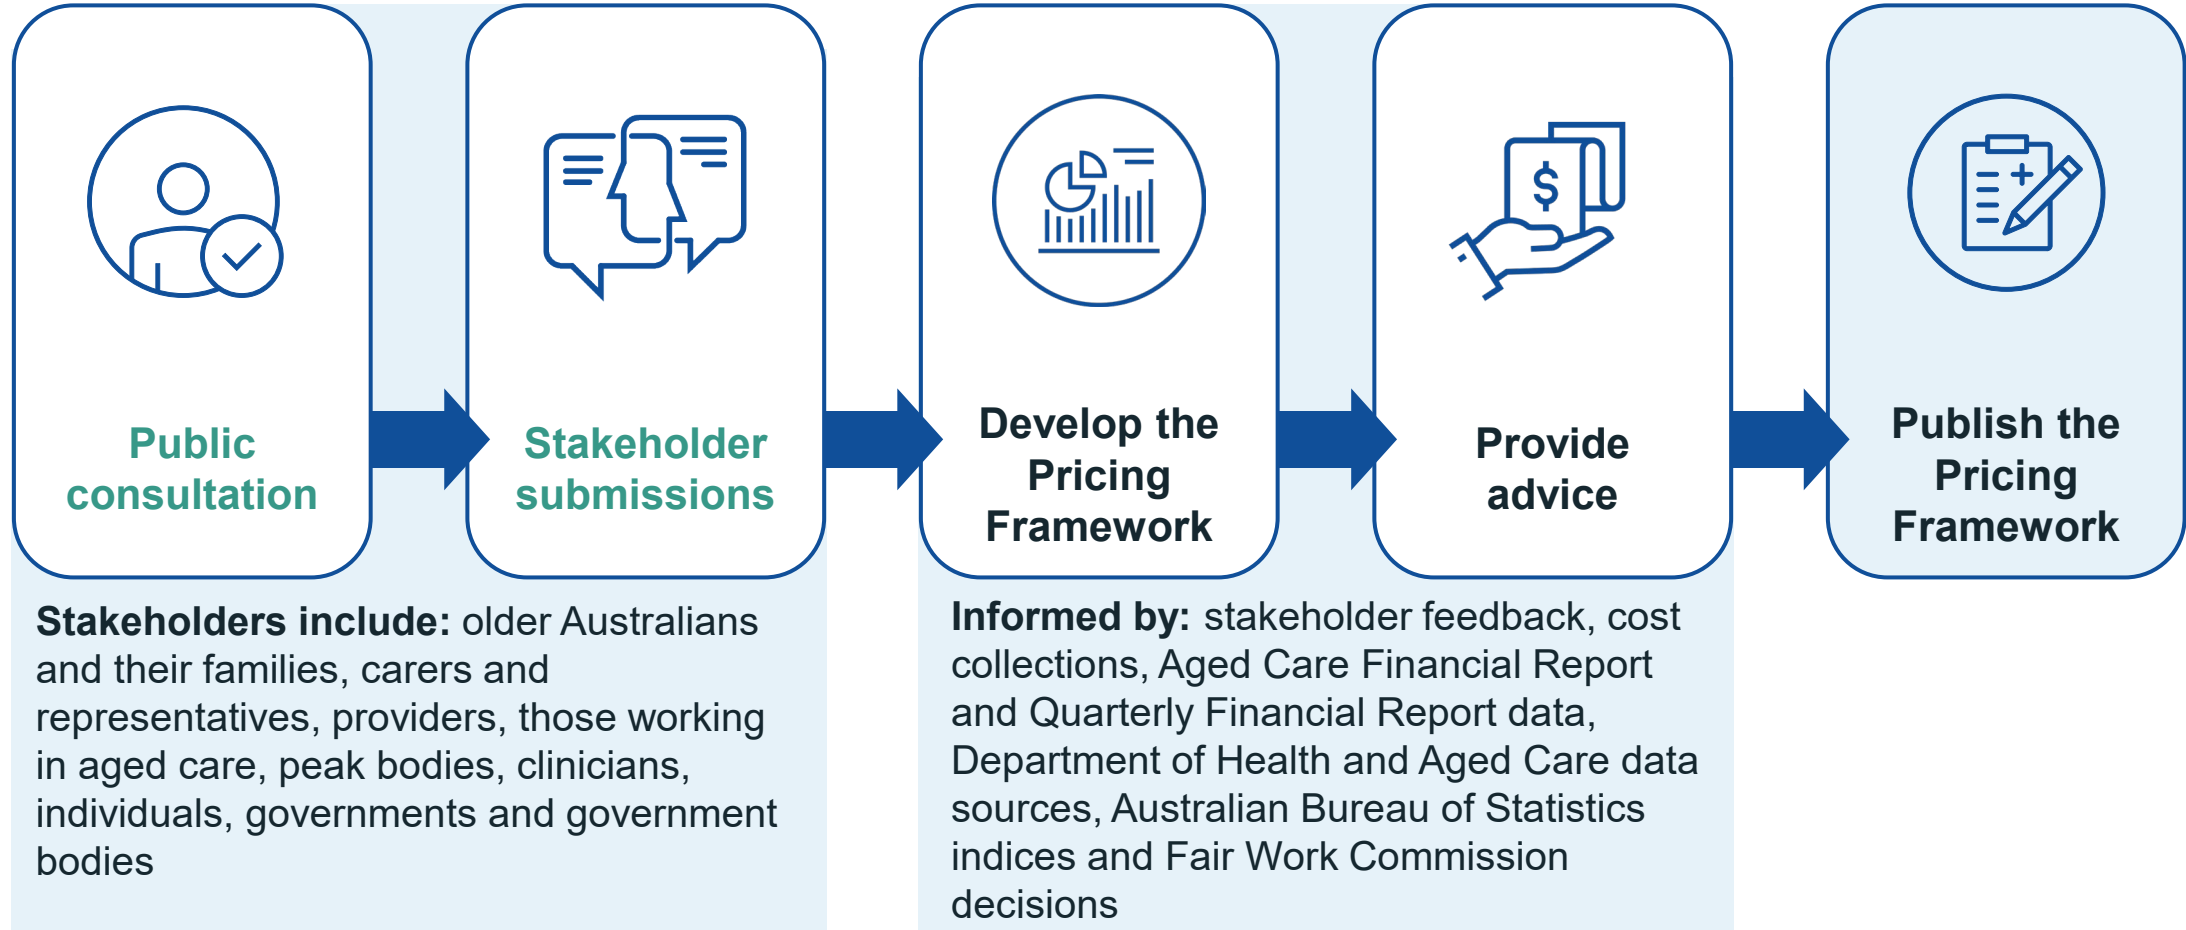 Public
consultation
Stakeholder
submissions
Develop the
Pricing
Framework
$
Provide
advice
Publish the
Pricing
Framework
Stakeholders include: older Australians
and their families, carers and
representatives, providers, those working
in aged care, peak bodies, clinicians,
individuals, governments and government
bodies
Informed by: stakeholder feedback, cost
collections, Aged Care Financial Report
and Quarterly Financial Report data,
Department of Health and Aged Care data
sources, Australian Bureau of Statistics
indices and Fair Work Commission
decisions